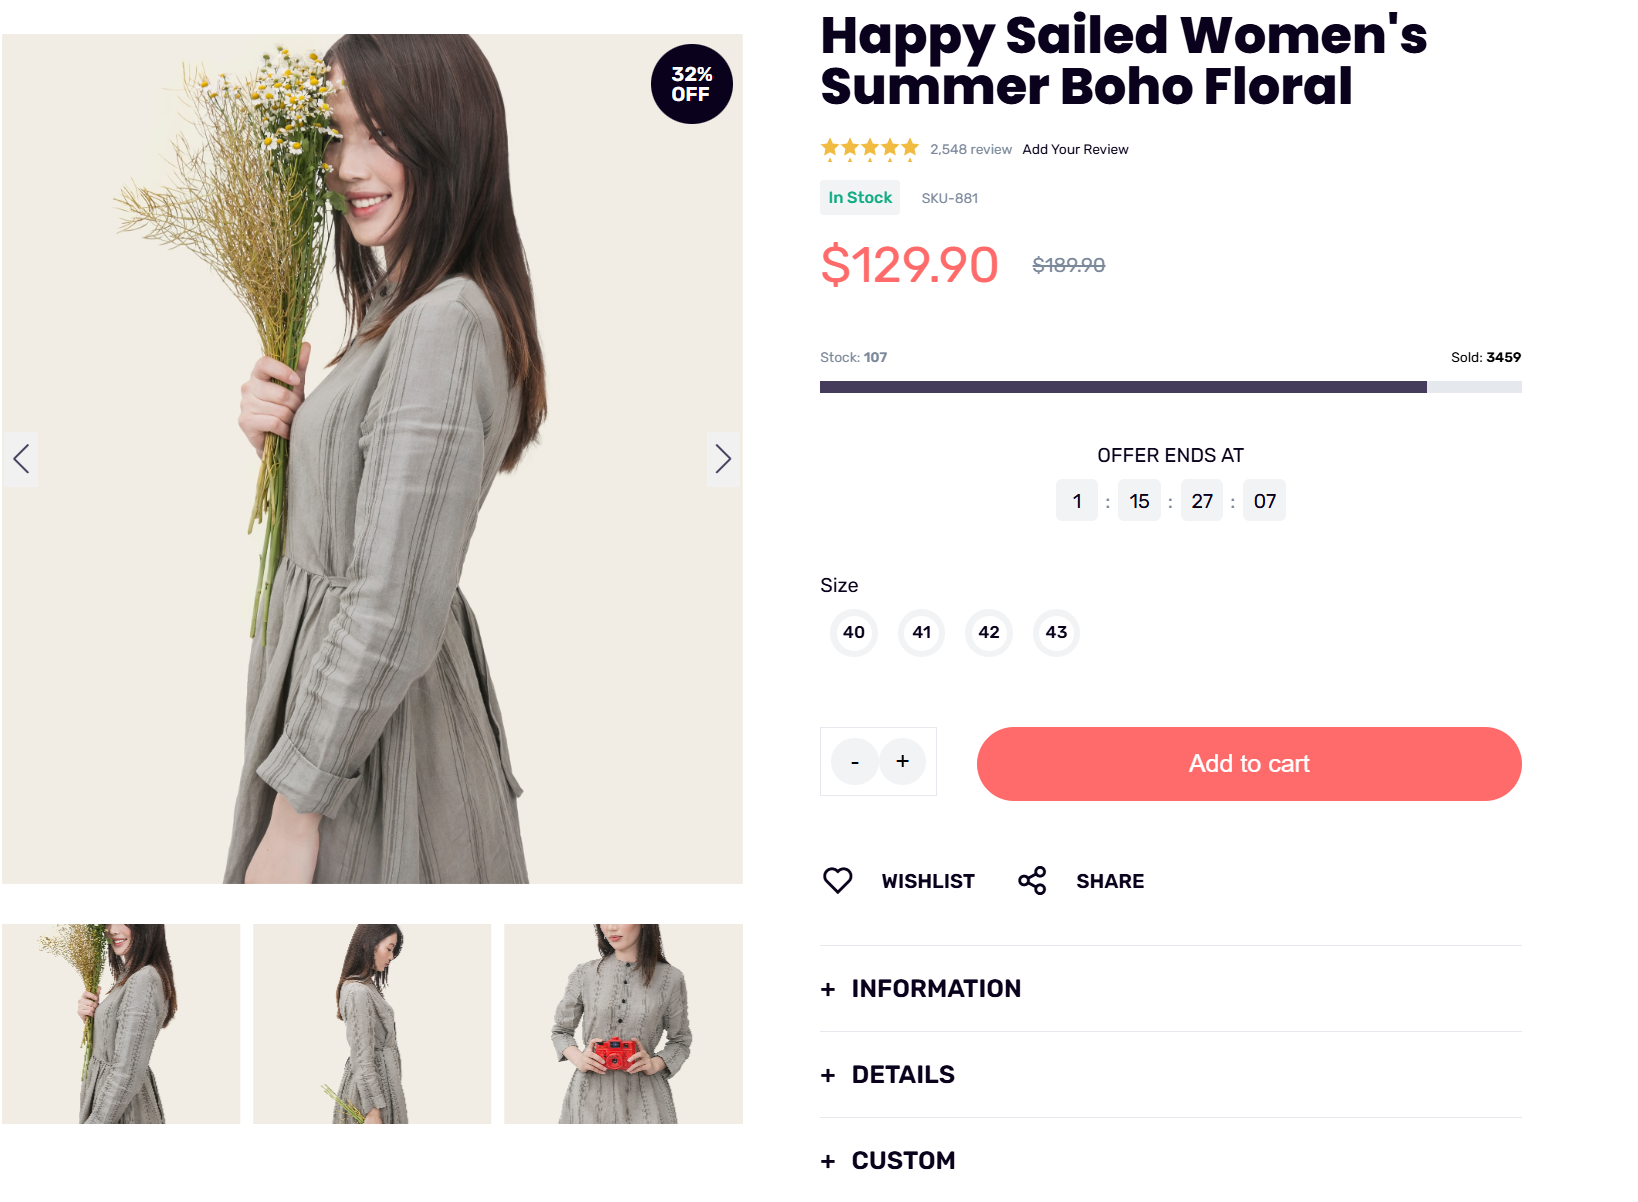 32%
OFF
Happy Sailed Women's
Summer Boho Floral
2,548 review Add Your Review
In Stock SKU-881
$129.90 $189.90
Stock: 107 Sold: 3459
OFFER ENDS AT
1 : 15 : 27 : 07
Size
40 41 42 43
- + Add to cart
WISHLIST SHARE
+ INFORMATION
+ DETAILS
+ CUSTOM